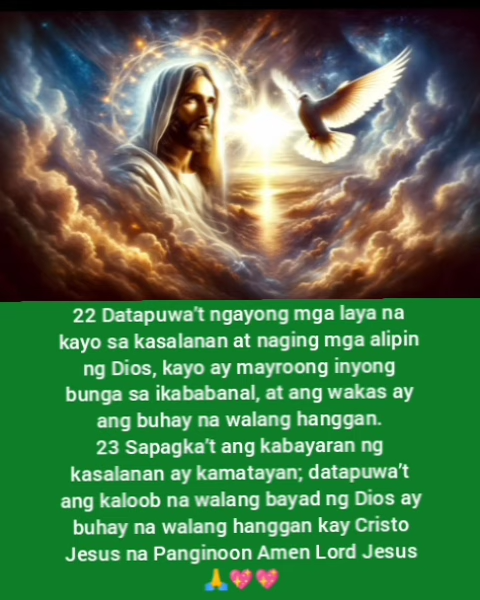 22 Datapuwa't ngayong mga laya na
kayo sa kasalanan at naging mga alipin
ng Dios, kayo ay mayroong inyong
bunga sa ikababanal, at ang wakas ay
ang buhay na walang hanggan.
23 Sapagka't ang kabayaran ng
kasalanan ay kamatayan; datapuwa't
ang kaloob na walang bayad ng Dios ay
buhay na walang hanggan kay Cristo
Jesus na Panginoon Amen Lord Jesus
🙏💖💖